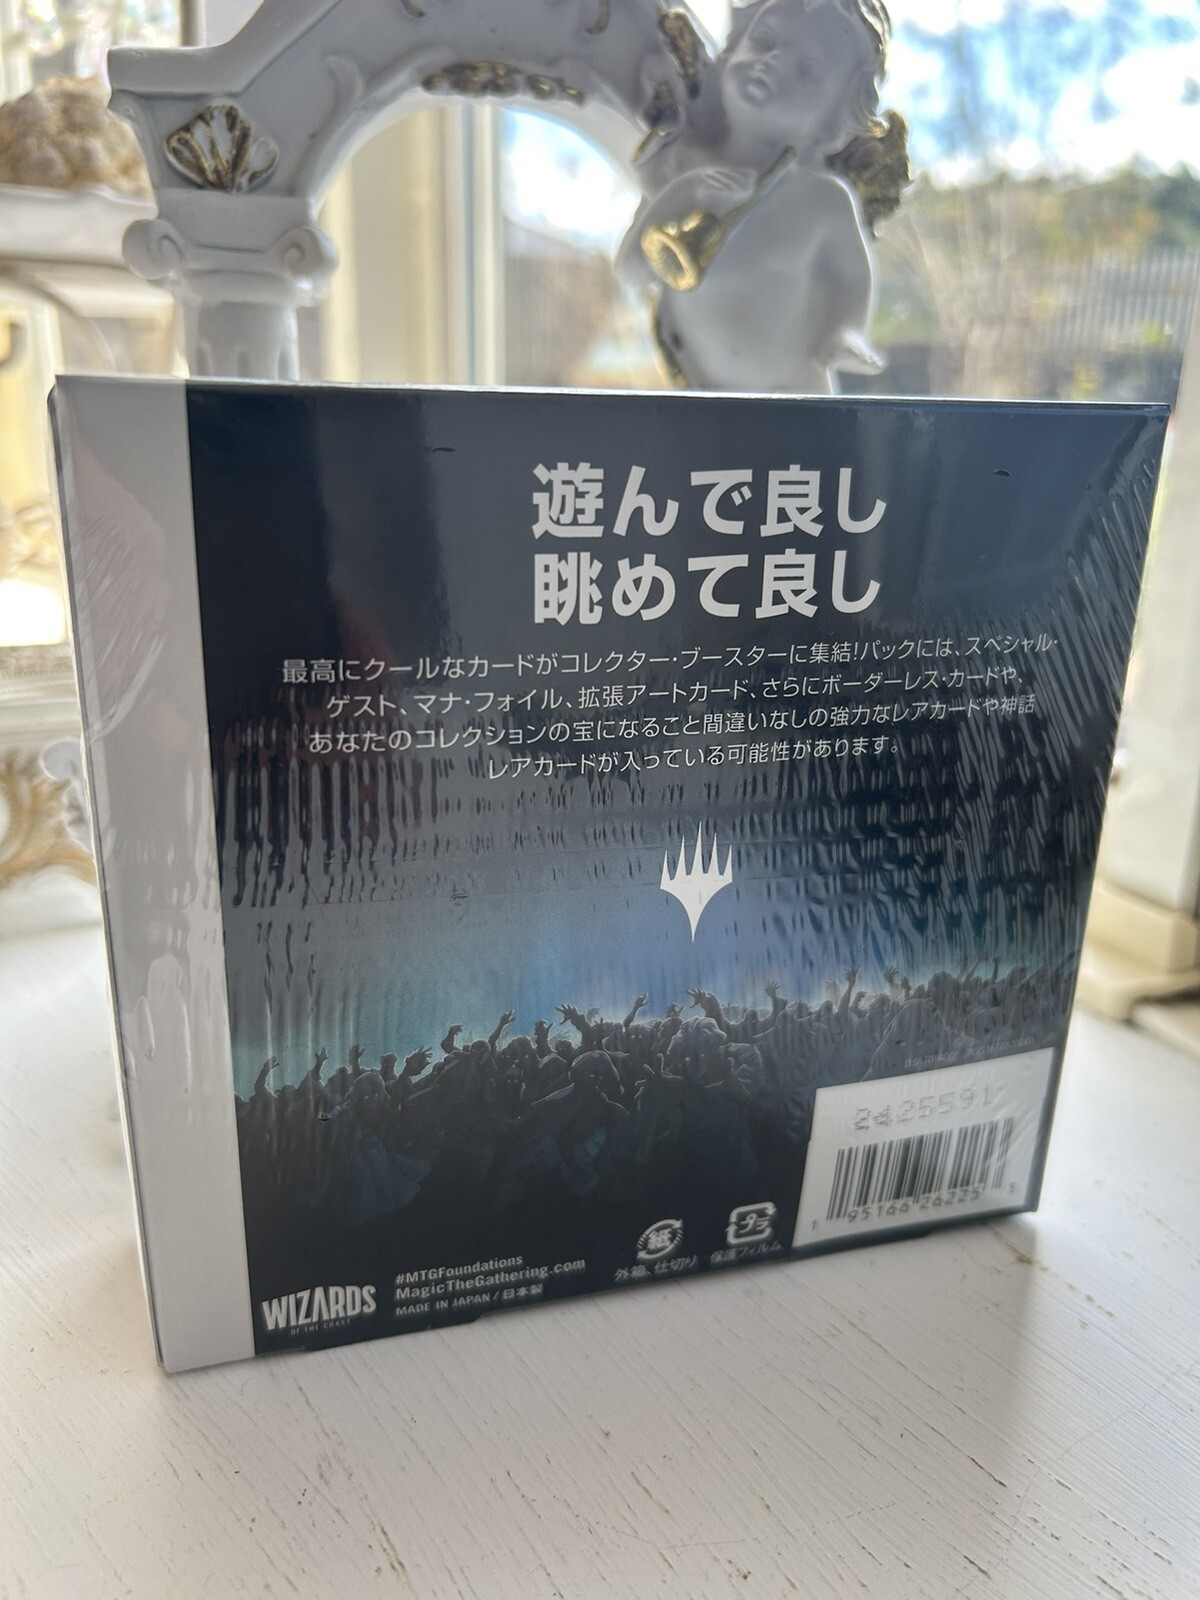 遊んで良し
眺めて良し
最高にクールなカードがコレクター・ブースターに集結!パックには、スペシャル・
ゲスト、マナ・フォイル、拡張アートカード、さらにボーダーレス・カードや、
あなたのコレクションの宝になること間違いなしの強力なレアカードや神話
レアカードが入っている可能性があります。
2425591
1 95166 26225 3
紙
外箱、仕切り
プラ
保護フィルム
#MTGFoundations
MagicTheGathering.com
MADE IN JAPAN / 日本製
WIZARDS
OF THE COAST